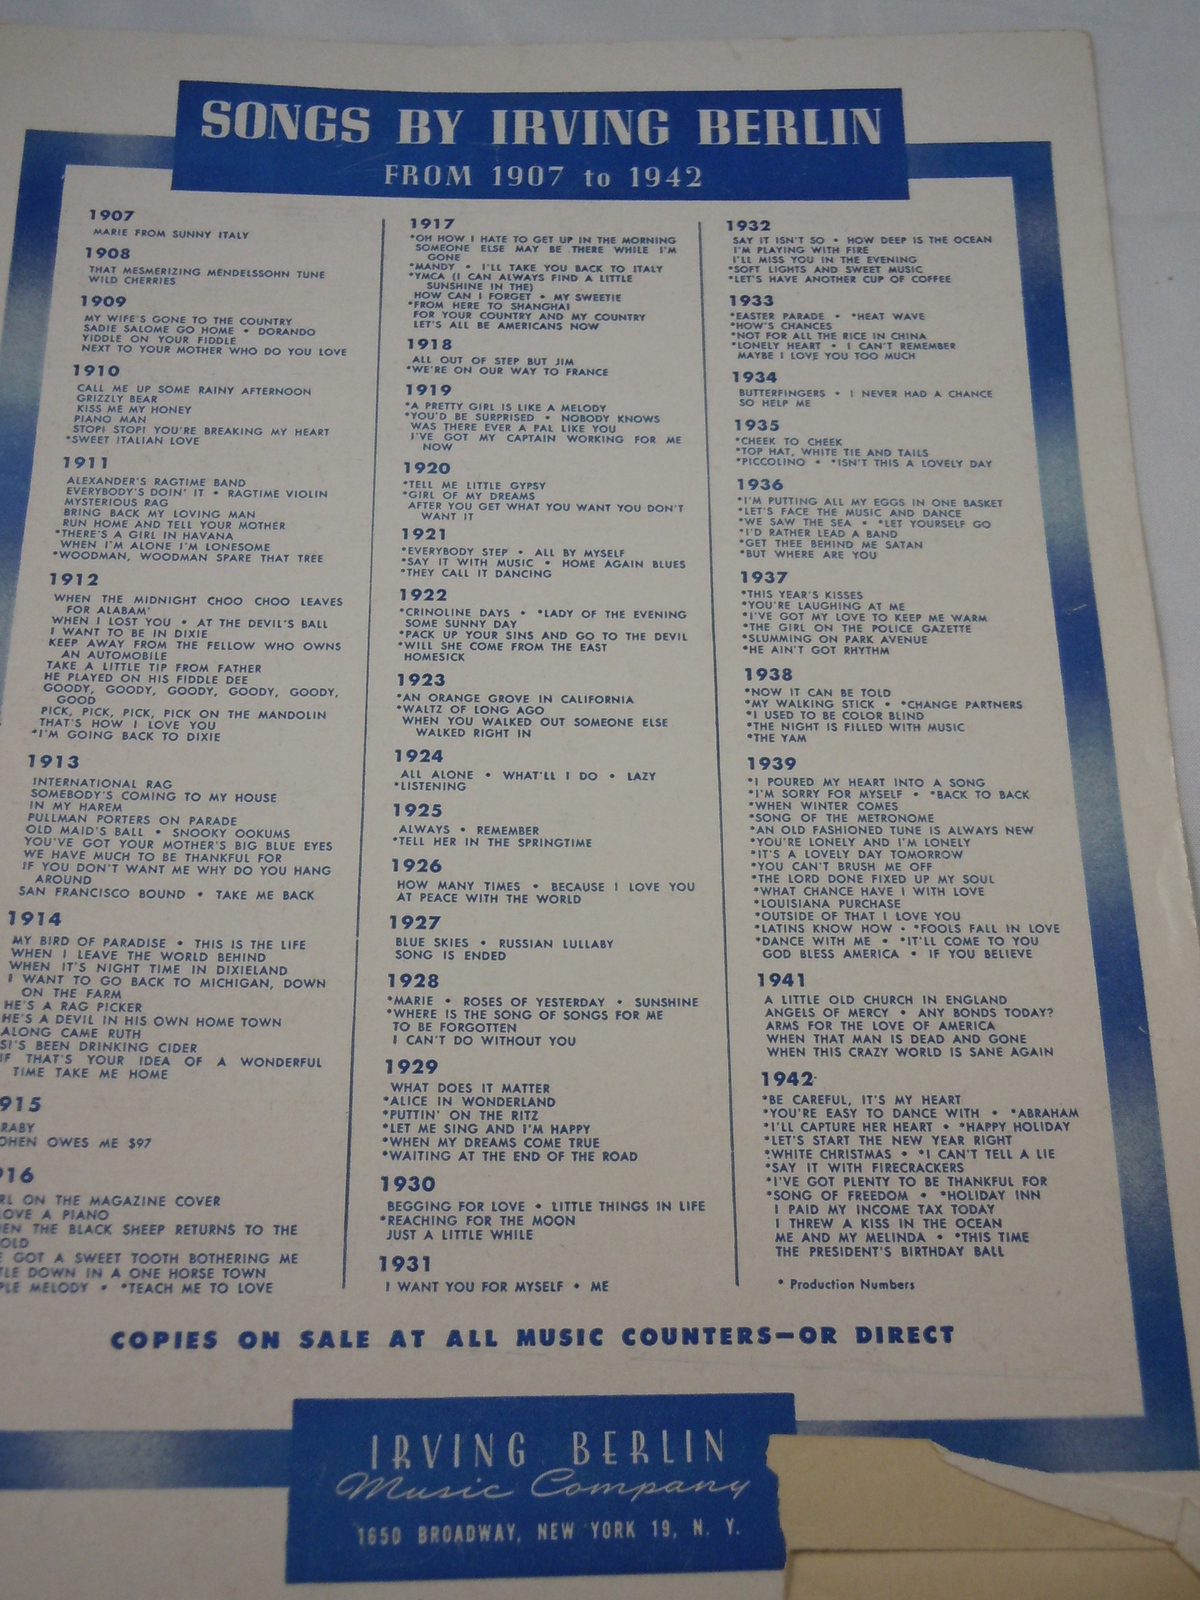 SONGS BY IRVING BERLIN
FROM 1907 to 1942
1907
MARIE FROM SUNNY ITALY
1908
THAT MESMERIZING MENDELSSOHN TUNE
WILD CHERRIES
1909
MY WIFE'S GONE TO THE COUNTRY
SADIE SALOME GO HOME • DORANDO
YIDDLE ON YOUR FIDDLE
NEXT TO YOUR MOTHER WHO DO YOU LOVE
1910
CALL ME UP SOME RAINY AFTERNOON
GRIZZLY BEAR
KISS ME MY HONEY
PIANO MAN
STOP! STOP! YOU'RE BREAKING MY HEART
*SWEET ITALIAN LOVE
1911
ALEXANDER'S RAGTIME BAND
EVERYBODY'S DOIN' IT • RAGTIME VIOLIN
MYSTERIOUS RAG
BRING BACK MY LOVING MAN
RUN HOME AND TELL YOUR MOTHER
*THERE'S A GIRL IN HAVANA
WHEN I'M ALONE I'M LONESOME
*WOODMAN, WOODMAN SPARE THAT TREE
1912
WHEN THE MIDNIGHT CHOO CHOO LEAVES
FOR ALABAM'
WHEN I LOST YOU • AT THE DEVIL'S BALL
I WANT TO BE IN DIXIE
KEEP AWAY FROM THE FELLOW WHO OWNS
AN AUTOMOBILE
TAKE A LITTLE TIP FROM FATHER
HE PLAYED ON HIS FIDDLE DEE
GOODY, GOODY, GOODY, GOODY, GOODY,
GOOD
PICK, PICK, PICK, PICK ON THE MANDOLIN
THAT'S HOW I LOVE YOU
*I'M GOING BACK TO DIXIE
1913
INTERNATIONAL RAG
SOMEBODY'S COMING TO MY HOUSE
IN MY HAREM
PULLMAN PORTERS ON PARADE
OLD MAID'S BALL • SNOOKY OOKUMS
YOU'VE GOT YOUR MOTHER'S BIG BLUE EYES
WE HAVE MUCH TO BE THANKFUL FOR
IF YOU DON'T WANT ME WHY DO YOU HANG
AROUND
SAN FRANCISCO BOUND • TAKE ME BACK
1914
MY BIRD OF PARADISE • THIS IS THE LIFE
WHEN I LEAVE THE WORLD BEHIND
WHEN IT'S NIGHT TIME IN DIXIELAND
I WANT TO GO BACK TO MICHIGAN, DOWN
ON THE FARM
HE'S A RAG PICKER
HE'S A DEVIL IN HIS OWN HOME TOWN
ALONG CAME RUTH
SI'S BEEN DRINKING CIDER
IF THAT'S YOUR IDEA OF A WONDERFUL
TIME TAKE ME HOME
915
RABY
OHEN OWES ME $97
916
RL ON THE MAGAZINE COVER
LOVE A PIANO
EN THE BLACK SHEEP RETURNS TO THE
OLD
E GOT A SWEET TOOTH BOTHERING ME
TLE DOWN IN A ONE HORSE TOWN
PLE MELODY • *TEACH ME TO LOVE
1917
*OH HOW I HATE TO GET UP IN THE MORNING
SOMEONE ELSE MAY BE THERE WHILE I'M
GONE
*MANDY • I'LL TAKE YOU BACK TO ITALY
*YMCA (I CAN ALWAYS FIND A LITTLE
SUNSHINE IN THE)
HOW CAN I FORGET • MY SWEETIE
*FROM HERE TO SHANGHAI
FOR YOUR COUNTRY AND MY COUNTRY
LET'S ALL BE AMERICANS NOW
1918
ALL OUT OF STEP BUT JIM
*WE'RE ON OUR WAY TO FRANCE
1919
*A PRETTY GIRL IS LIKE A MELODY
*YOU'D BE SURPRISED • NOBODY KNOWS
WAS THERE EVER A PAL LIKE YOU
I'VE GOT MY CAPTAIN WORKING FOR ME
NOW
1920
*TELL ME LITTLE GYPSY
*GIRL OF MY DREAMS
AFTER YOU GET WHAT YOU WANT YOU DON'T
WANT IT
1921
*EVERYBODY STEP • ALL BY MYSELF
*SAY IT WITH MUSIC • HOME AGAIN BLUES
*THEY CALL IT DANCING
1922
*CRINOLINE DAYS • *LADY OF THE EVENING
SOME SUNNY DAY
*PACK UP YOUR SINS AND GO TO THE DEVIL
*WILL SHE COME FROM THE EAST
HOMESICK
1923
*AN ORANGE GROVE IN CALIFORNIA
*WALTZ OF LONG AGO
WHEN YOU WALKED OUT SOMEONE ELSE
WALKED RIGHT IN
1924
ALL ALONE • WHAT'LL I DO • LAZY
*LISTENING
1925
ALWAYS • REMEMBER
*TELL HER IN THE SPRINGTIME
1926
HOW MANY TIMES • BECAUSE I LOVE YOU
AT PEACE WITH THE WORLD
1927
BLUE SKIES • RUSSIAN LULLABY
SONG IS ENDED
1928
*MARIE • ROSES OF YESTERDAY • SUNSHINE
*WHERE IS THE SONG OF SONGS FOR ME
TO BE FORGOTTEN
I CAN'T DO WITHOUT YOU
1929
WHAT DOES IT MATTER
*ALICE IN WONDERLAND
*PUTTIN' ON THE RITZ
*LET ME SING AND I'M HAPPY
*WHEN MY DREAMS COME TRUE
*WAITING AT THE END OF THE ROAD
1930
BEGGING FOR LOVE • LITTLE THINGS IN LIFE
*REACHING FOR THE MOON
JUST A LITTLE WHILE
1931
I WANT YOU FOR MYSELF • ME
1932
SAY IT ISN'T SO • HOW DEEP IS THE OCEAN
I'M PLAYING WITH FIRE
I'LL MISS YOU IN THE EVENING
*SOFT LIGHTS AND SWEET MUSIC
*LET'S HAVE ANOTHER CUP OF COFFEE
1933
*EASTER PARADE • *HEAT WAVE
*HOW'S CHANCES
*NOT FOR ALL THE RICE IN CHINA
*LONELY HEART • I CAN'T REMEMBER
MAYBE I LOVE YOU TOO MUCH
1934
BUTTERFINGERS • I NEVER HAD A CHANCE
SO HELP ME
1935
*CHEEK TO CHEEK
*TOP HAT, WHITE TIE AND TAILS
*PICCOLINO • *ISN'T THIS A LOVELY DAY
1936
*I'M PUTTING ALL MY EGGS IN ONE BASKET
*LET'S FACE THE MUSIC AND DANCE
*WE SAW THE SEA • *LET YOURSELF GO
*I'D RATHER LEAD A BAND
*GET THEE BEHIND ME SATAN
*BUT WHERE ARE YOU
1937
*THIS YEAR'S KISSES
*YOU'RE LAUGHING AT ME
*I'VE GOT MY LOVE TO KEEP ME WARM
*THE GIRL ON THE POLICE GAZETTE
*SLUMMING ON PARK AVENUE
*HE AIN'T GOT RHYTHM
1938
*NOW IT CAN BE TOLD
*MY WALKING STICK • *CHANGE PARTNERS
*I USED TO BE COLOR BLIND
*THE NIGHT IS FILLED WITH MUSIC
*THE YAM
1939
*I POURED MY HEART INTO A SONG
*I'M SORRY FOR MYSELF • *BACK TO BACK
*WHEN WINTER COMES
*SONG OF THE METRONOME
*AN OLD FASHIONED TUNE IS ALWAYS NEW
*YOU'RE LONELY AND I'M LONELY
*IT'S A LOVELY DAY TOMORROW
*YOU CAN'T BRUSH ME OFF
*THE LORD DONE FIXED UP MY SOUL
*WHAT CHANCE HAVE I WITH LOVE
*LOUISIANA PURCHASE
*OUTSIDE OF THAT I LOVE YOU
*LATINS KNOW HOW • *FOOLS FALL IN LOVE
*DANCE WITH ME • *IT'LL COME TO YOU
GOD BLESS AMERICA • IF YOU BELIEVE
1941
A LITTLE OLD CHURCH IN ENGLAND
ANGELS OF MERCY • ANY BONDS TODAY?
ARMS FOR THE LOVE OF AMERICA
WHEN THAT MAN IS DEAD AND GONE
WHEN THIS CRAZY WORLD IS SANE AGAIN
1942
*BE CAREFUL, IT'S MY HEART
*YOU'RE EASY TO DANCE WITH • *ABRAHAM
*I'LL CAPTURE HER HEART • *HAPPY HOLIDAY
*LET'S START THE NEW YEAR RIGHT
*WHITE CHRISTMAS • *I CAN'T TELL A LIE
*SAY IT WITH FIRECRACKERS
*I'VE GOT PLENTY TO BE THANKFUL FOR
*SONG OF FREEDOM • *HOLIDAY INN
I PAID MY INCOME TAX TODAY
I THREW A KISS IN THE OCEAN
ME AND MY MELINDA • *THIS TIME
THE PRESIDENT'S BIRTHDAY BALL
* Production Numbers
COPIES ON SALE AT ALL MUSIC COUNTERS—OR DIRECT
IRVING BERLIN
Music Company
1650 BROADWAY, NEW YORK 19, N. Y.